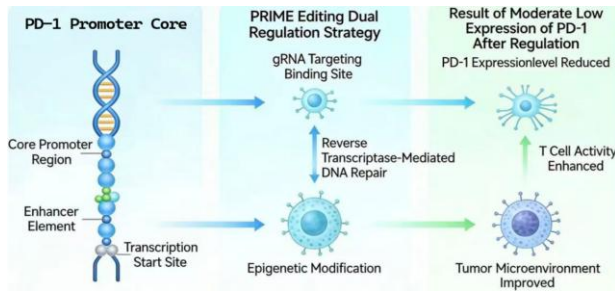 PD-1 Promoter Core
Core Promoter
Region
Enhancer
Element
Transcription
Start Site
PRIME Editing Dual
Regulation Strategy
gRNA Targeting
Binding Site
Reverse
Transcriptase-Mediated
DNA Repair
Epigenetic Modification
Result of Moderate Low
Expression of PD-1
After Regulation
PD-1 Expressionlevel Reduced
T Cell Activity
Enhanced
Tumor Microenvironment
Improved